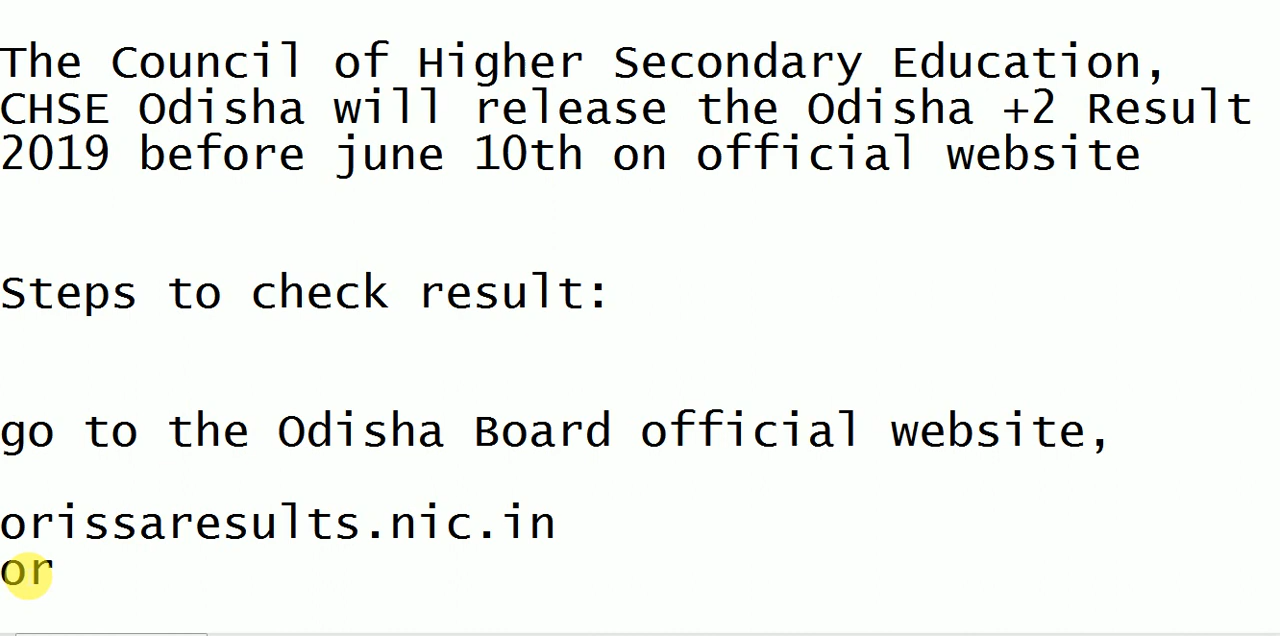 The Council of Higher Secondary Education,
CHSE Odisha will release the Odisha +2 Result
2019 before june 10th on official website
Steps to check result:
go to the Odisha Board official website,
orissaresults.nic.in
or